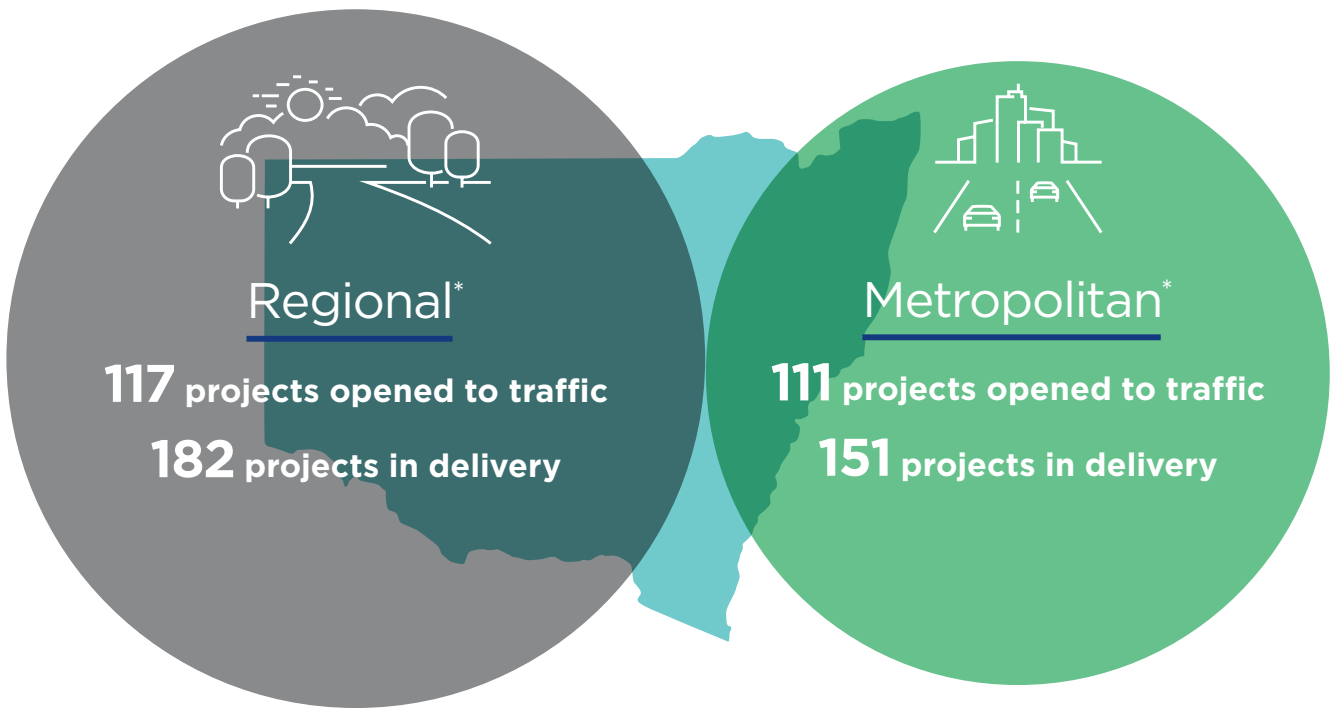 Regional*
117 projects opened to traffic
182 projects in delivery
Metropolitan*
111 projects opened to traffic
151 projects in delivery